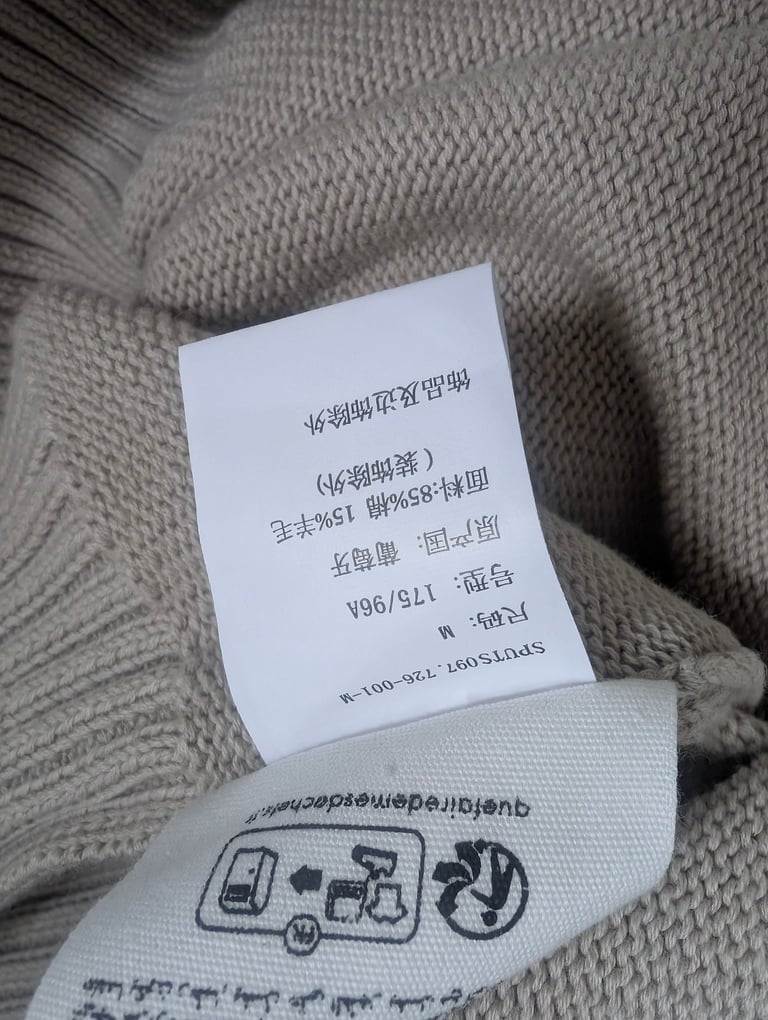 SPUTS097.726-001-M
尺码: M
号型: 175/96A
原产国: 葡萄牙
面料:85%棉 15%羊毛
(装饰除外)
饰品及边饰除外
FR
quefairedemesdechets.fr